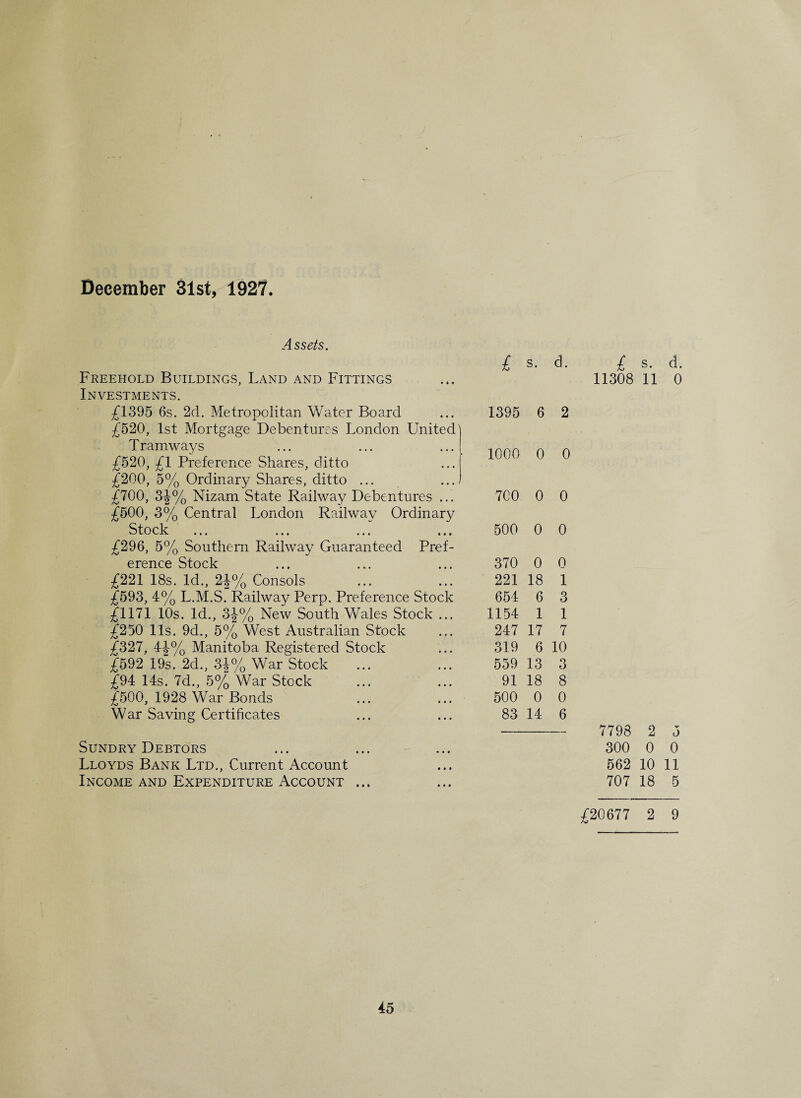 December 31st, 1927.
Assets.
£ s. d. £ s. d.
FREEHOLD BUILDINGS, LAND AND FITTINGS ... 11308 11 0
INVESTMENTS.
£1395 6s. 2d. Metropolitan Water Board ... 1395 6 2
£520, 1st Mortgage Debentures London United
Tramways ... ... ...
£520, £1 Preference Shares, ditto ... 1000 0 0
£200, 5% Ordinary Shares, ditto ... ...
£700, 3½% Nizam State Railway Debentures ... 700 0 0
£500, 3% Central London Railway Ordinary
Stock ... ... ... ... 500 0 0
£296, 5% Southern Railway Guaranteed Pref-
erence Stock ... ... ... 370 0 0
£221 18s. 1d., 2½% Consols ... ... 221 18 1
£593, 4% L.M.S. Railway Perp. Preference Stock 654 6 3
£1171 10s. 1d., 3½% New South Wales Stock ... 1154 1 1
£250 11s. 9d., 5% West Australian Stock ... 247 17 7
£327, 4½% Manitoba Registered Stock ... 319 6 10
£592 19s. 2d., 3½% War Stock ... ... 559 13 3
£94 14s. 7d., 5% War Stock ... ... 91 18 8
£500, 1928 War Bonds ... ... 500 0 0
War Saving Certificates ... ... 83 14 6
7798 2 5
SUNDRY DEBTORS ... ... ... 300 0 0
LLOYDS BANK LTD., Current Account ... 562 10 11
INCOME AND EXPENDITURE ACCOUNT ... ... 707 18 5
£20677 2 9
45